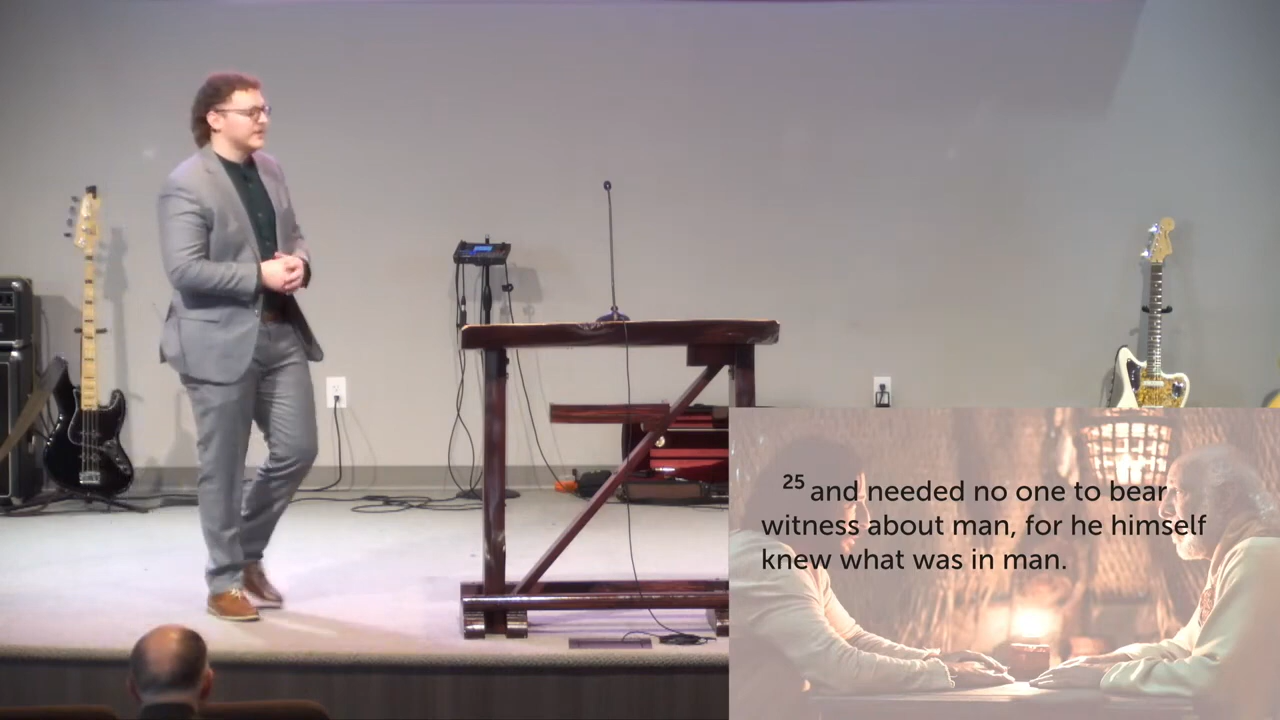 25 and needed no one to bear
witness about man, for he himself
knew what was in man.